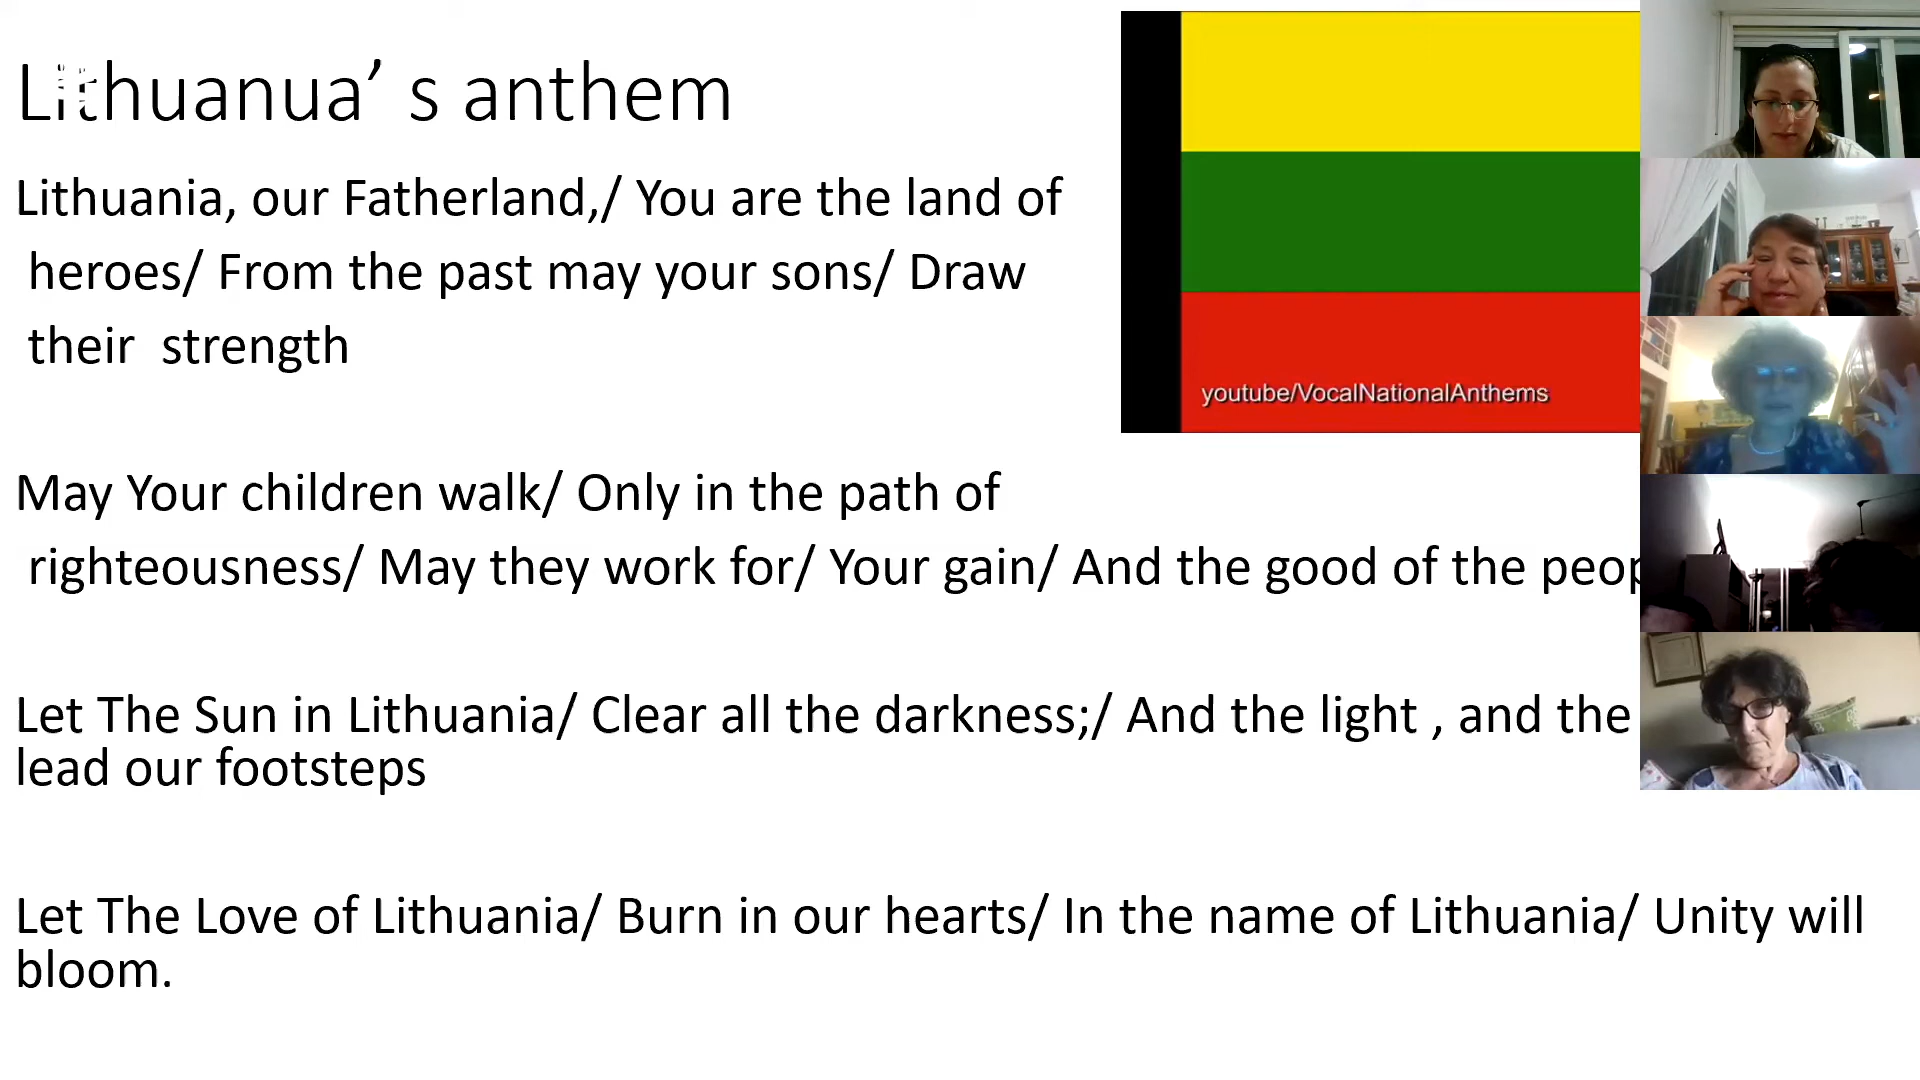 Lithuanua’ s anthem
Lithuania, our Fatherland,/ You are the land of
heroes/ From the past may your sons/ Draw
their strength
youtube/VocalNationalAnthems
May Your children walk/ Only in the path of
righteousness/ May they work for/ Your gain/ And the good of the
Let The Sun in Lithuania/ Clear all the darkness;/ And the light , and the
lead our footsteps
Let The Love of Lithuania/ Burn in our hearts/ In the name of Lithuania/ Unity will
bloom.